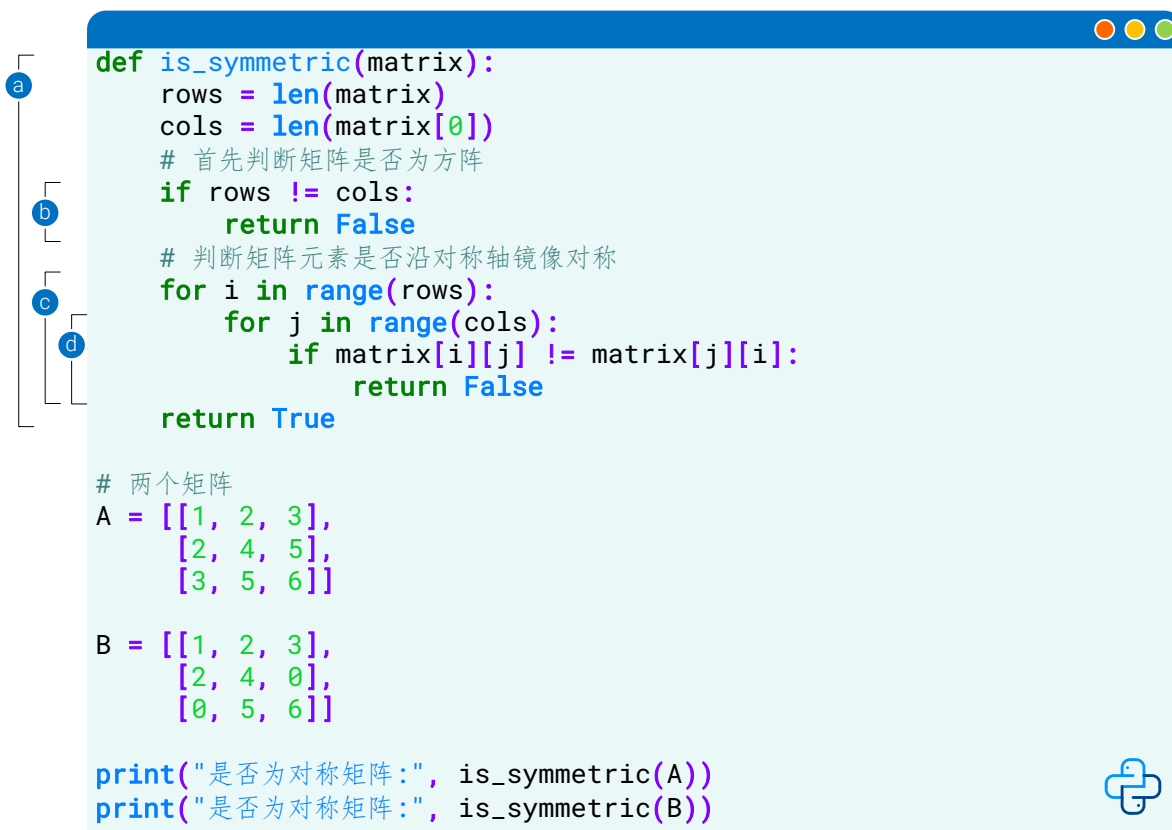 def is_symmetric(matrix):
a
    rows = len(matrix)
    cols = len(matrix[0])
    # 首先判断矩阵是否为方阵
    if rows != cols:
b
        return False
    # 判断矩阵元素是否沿对称轴镜像对称
    for i in range(rows):
c
        for j in range(cols):
d
            if matrix[i][j] != matrix[j][i]:
                return False
    return True
# 两个矩阵
A = [[1, 2, 3],
     [2, 4, 5],
     [3, 5, 6]]
B = [[1, 2, 3],
     [2, 4, 0],
     [0, 5, 6]]
print("是否为对称矩阵:", is_symmetric(A))
print("是否为对称矩阵:", is_symmetric(B))